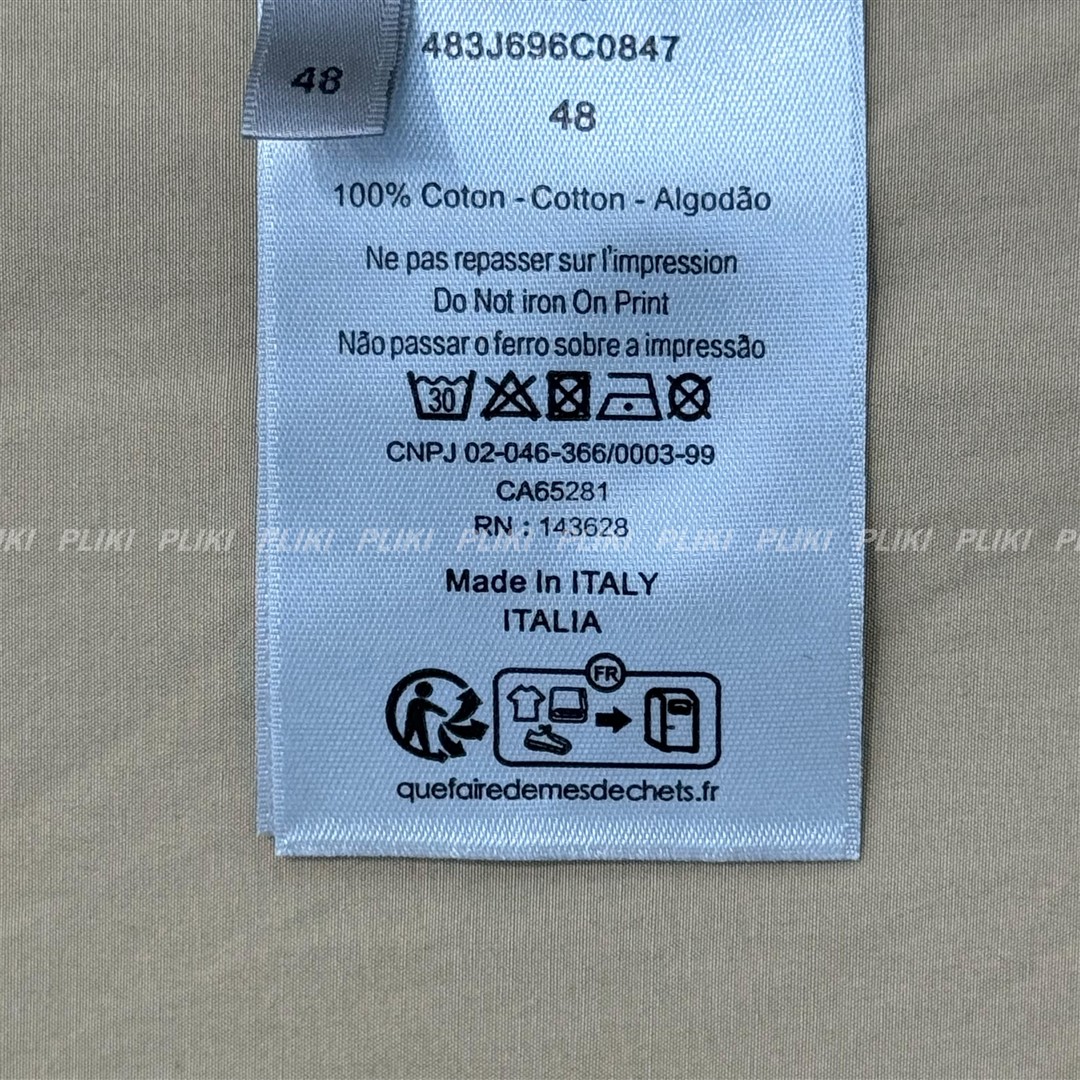 48
483J696C0847
48
100% Coton - Cotton - Algodão
Ne pas repasser sur l'impression
Do Not iron On Print
Não passar o ferro sobre a impressão
30
CNPJ 02-046-366/0003-99
CA65281
RN : 143628
PLIKI PLIKI PLIKI PLIKI PLIKI PLIKI PLIKI PLIKI PLIKI PLIKI
Made In ITALY
ITALIA
FR
quefairedemesdechets.fr